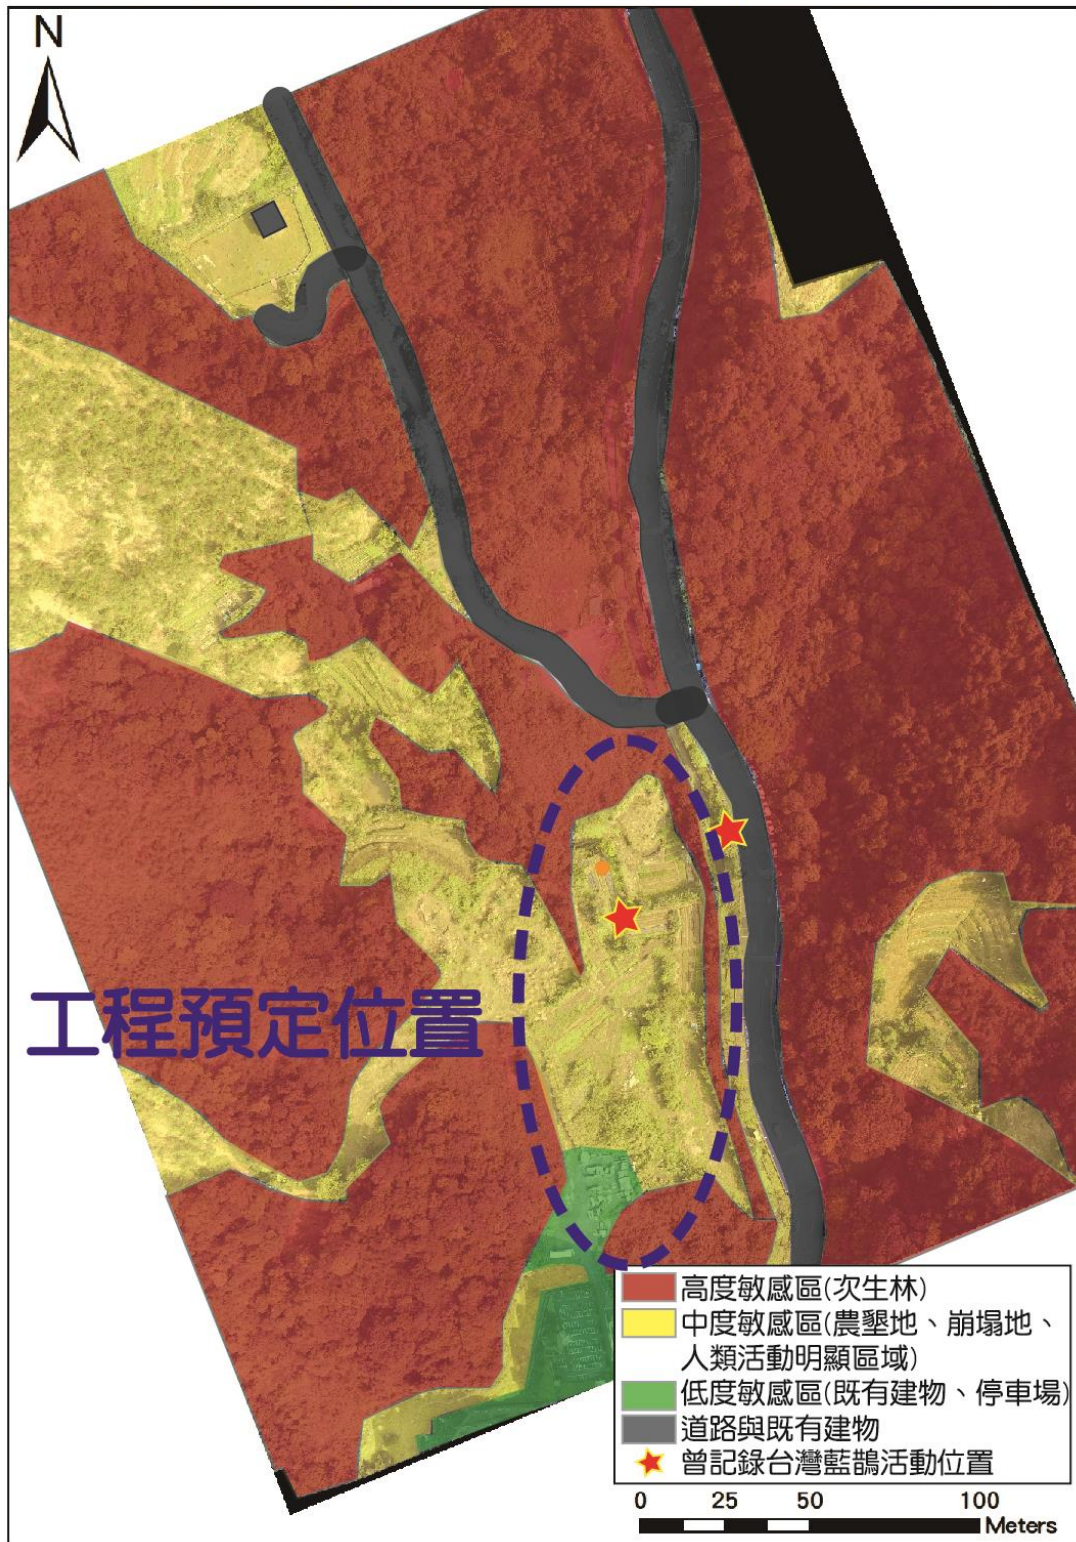 N
工程預定位置
高度敏感區(次生林)
中度敏感區(農墾地、崩塌地、
人類活動明顯區域)
低度敏感區(既有建物、停車場)
道路與既有建物
曾記錄台灣藍鵲活動位置
0 25 50 100
Meters